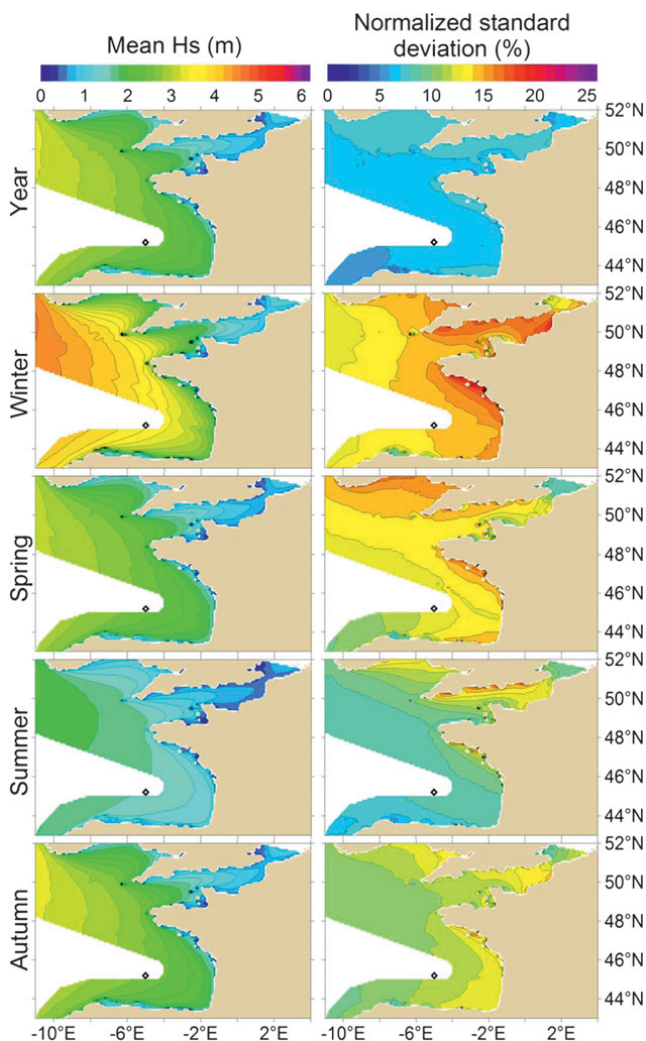 Mean Hs (m)
Normalized standard
deviation (%)
0 1 2 3 4 5 6
0 5 10 15 20 25
Year
52°N
50°N
48°N
46°N
44°N
Winter
52°N
50°N
48°N
46°N
44°N
Spring
52°N
50°N
48°N
46°N
44°N
Summer
52°N
50°N
48°N
46°N
44°N
Autumn
52°N
50°N
48°N
46°N
44°N
-10°E -6°E -2°E 2°E
-10°E -6°E -2°E 2°E